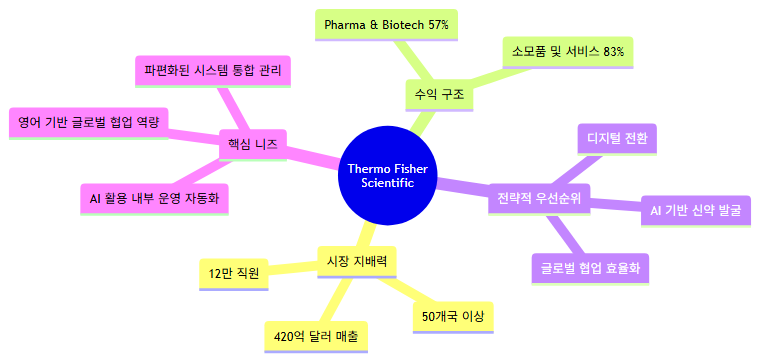 Thermo Fisher
Scientific
수익 구조
Pharma & Biotech 57%
소모품 및 서비스 83%
전략적 우선순위
디지털 전환
AI 기반 신약 발굴
글로벌 협업 효율화
시장 지배력
12만 직원
420억 달러 매출
50개국 이상
핵심 니즈
파편화된 시스템 통합 관리
영어 기반 글로벌 협업 역량
AI 활용 내부 운영 자동화